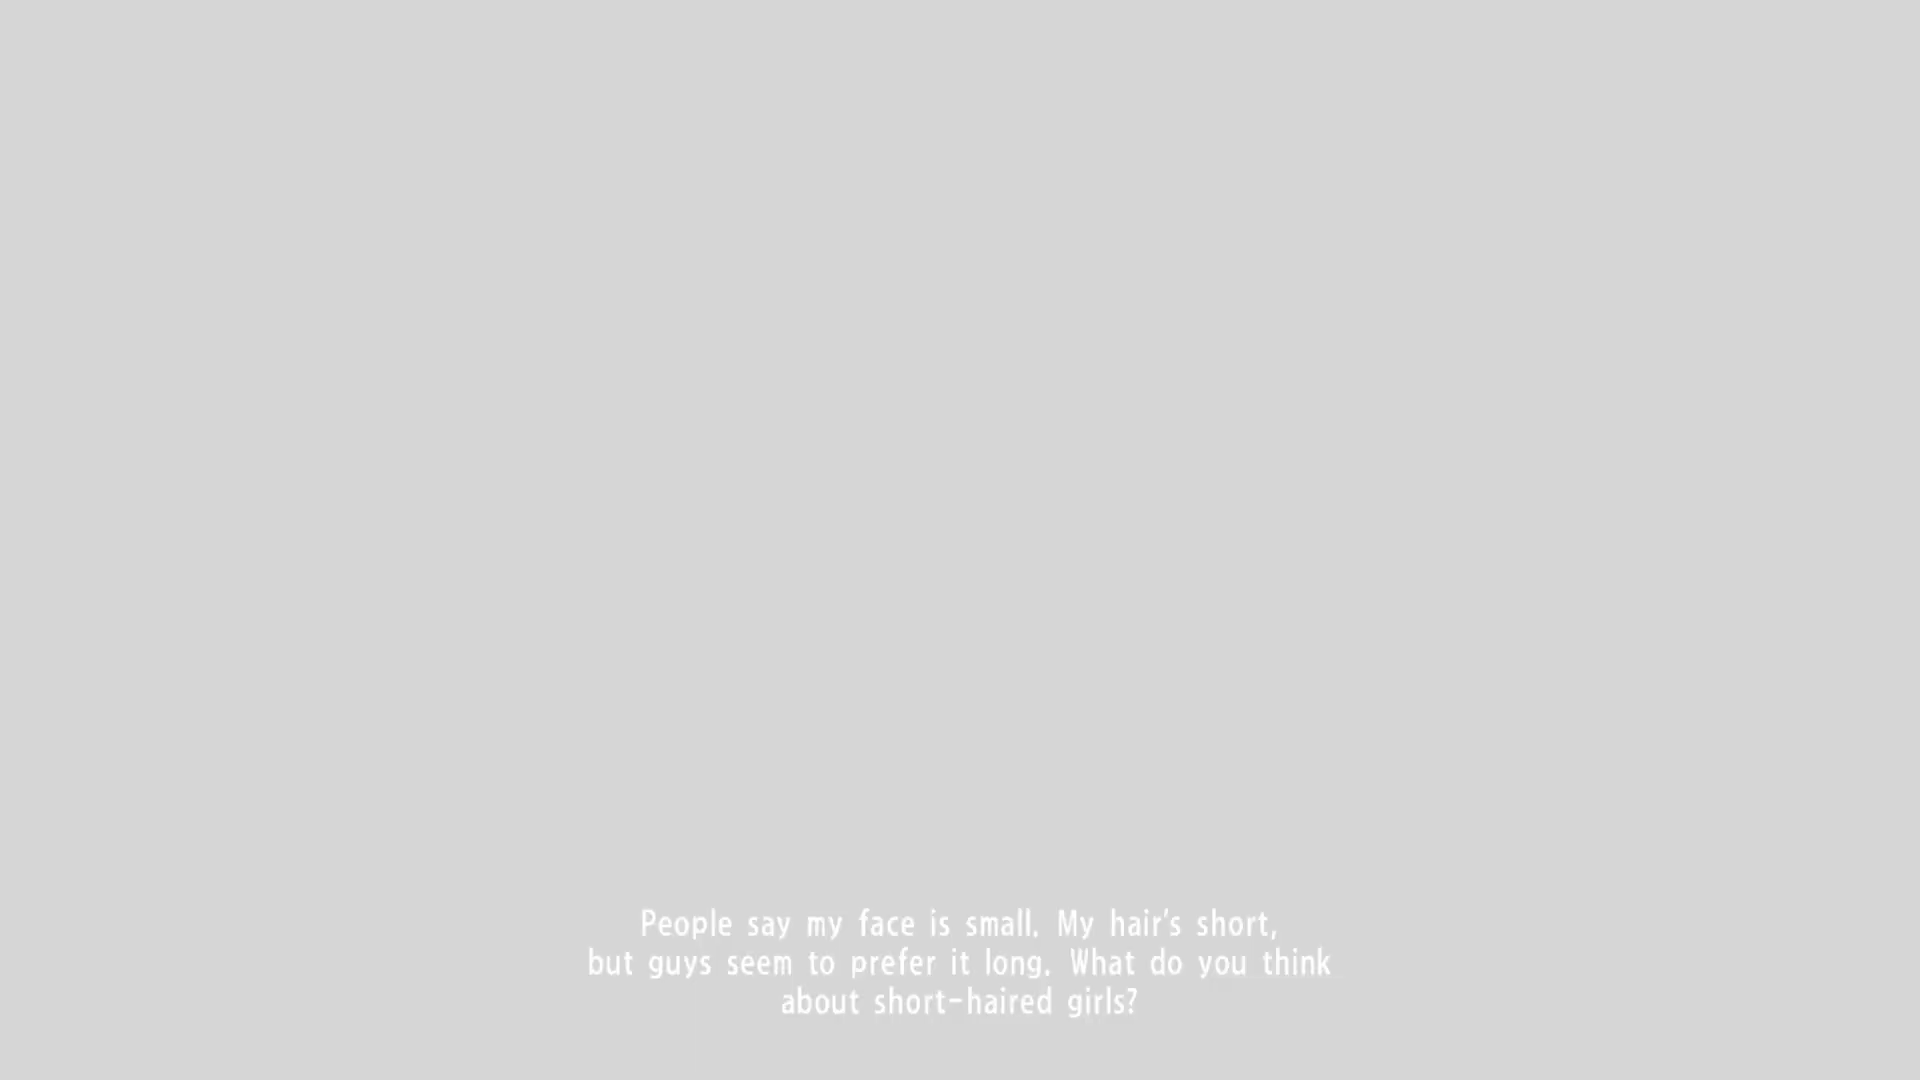 People say my face is small. My hair's short,
but guys seem to prefer it long. What do you think
about short-haired girls?